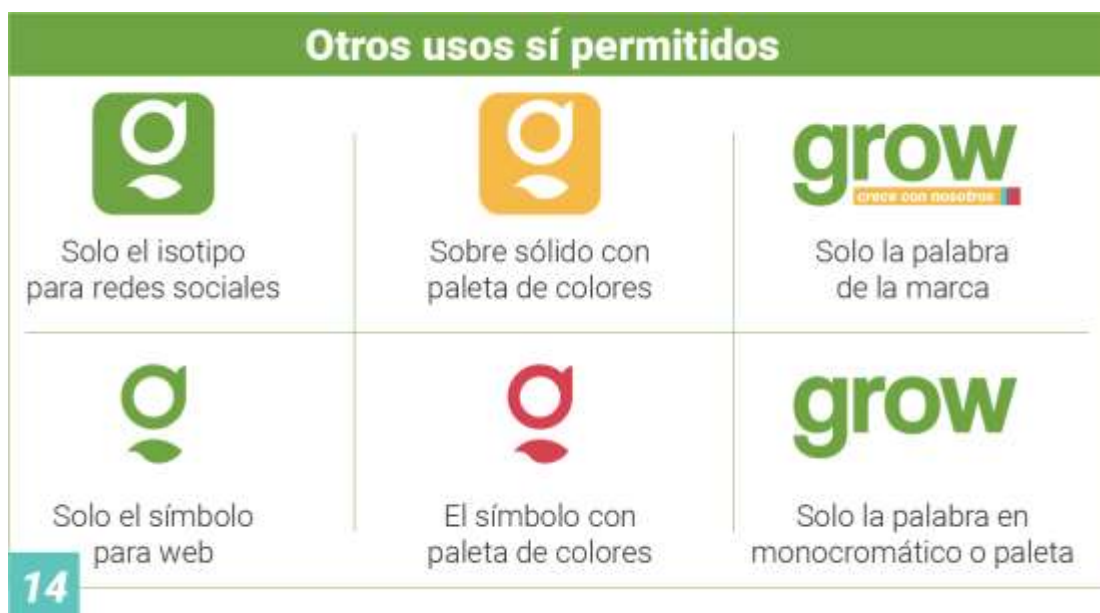 Otros usos sí permitidos
g
g
grow
crece con nosotros
Solo el isotipo
para redes sociales
Sobre sólido con
paleta de colores
Solo la palabra
de la marca
g
g
grow
Solo el símbolo
para web
El símbolo con
paleta de colores
Solo la palabra en
monocromático o paleta
14